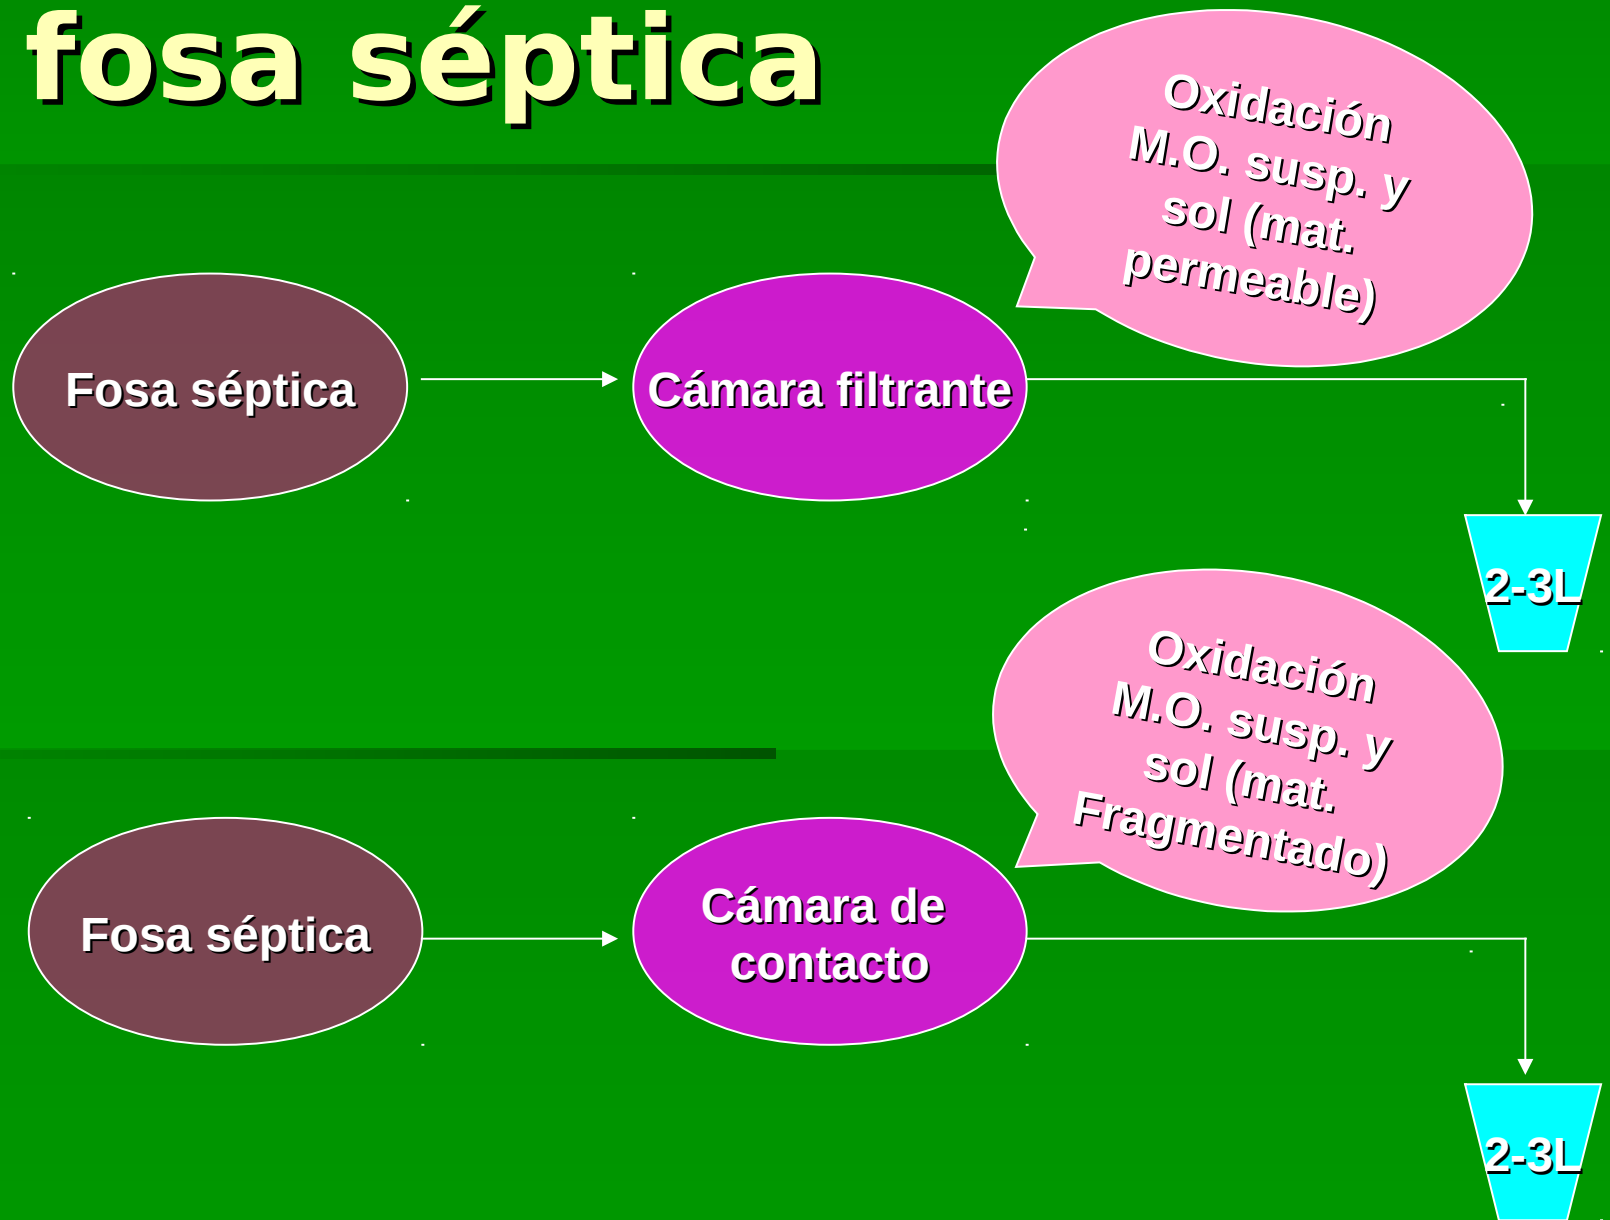 fosa séptica
Oxidación
M.O. susp. y
sol (mat.
permeable)
Fosa séptica
Cámara filtrante
2-3L
Oxidación
M.O. susp. y
sol (mat.
Fragmentado)
Fosa séptica
Cámara de
contacto
2-3L